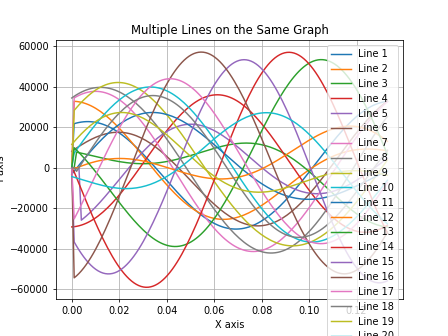 Multiple Lines on the Same Graph
60000
40000
20000
0
−20000
−40000
−60000
axis
0.00
0.02
0.04
0.06
0.08
0.10
X axis
Line 1
Line 2
Line 3
Line 4
Line 5
Line 6
Line 7
Line 8
Line 9
Line 10
Line 11
Line 12
Line 13
Line 14
Line 15
Line 16
Line 17
Line 18
Line 19
Line 20